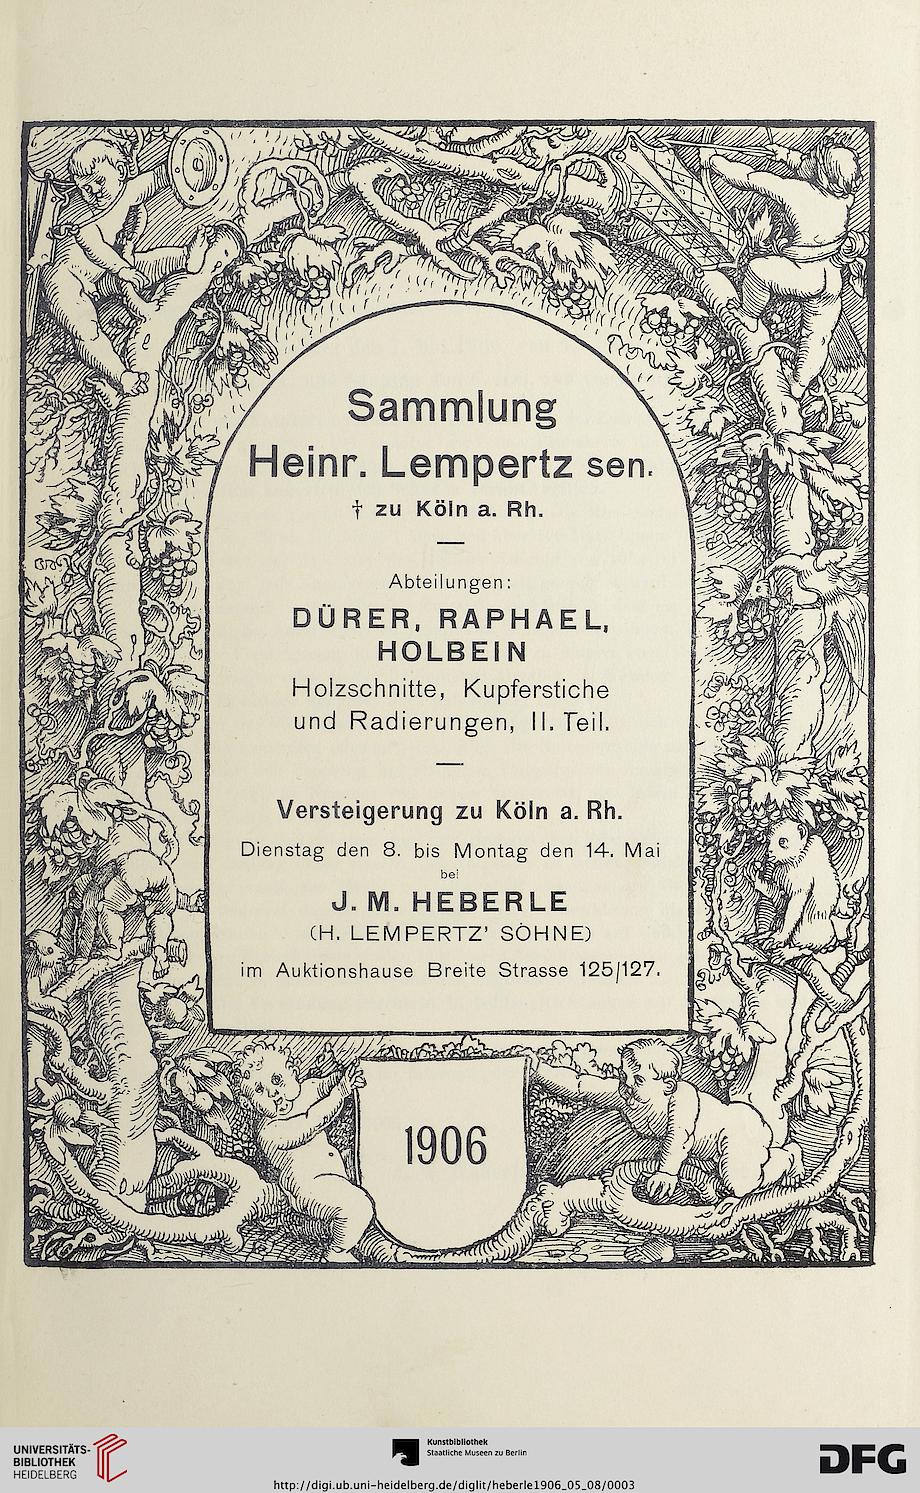 Sammlung
Heinr. Lempertz sen.
† zu Köln a. Rh.
Abteilungen:
DÜRER, RAPHAEL,
HOLBEIN
Holzschnitte, Kupferstiche
und Radierungen, II. Teil.
Versteigerung zu Köln a. Rh.
Dienstag den 8. bis Montag den 14. Mai
bei
J. M. HEBERLE
(H. LEMPERTZ' SÖHNE)
im Auktionshause Breite Strasse 125/127.
1906
UNIVERSITÄTS-
BIBLIOTHEK
HEIDELBERG
Kunstbibliothek
Staatliche Museen zu Berlin
DFG
http://digi.ub.uni-heidelberg.de/diglit/heberle1906_05_08/0003